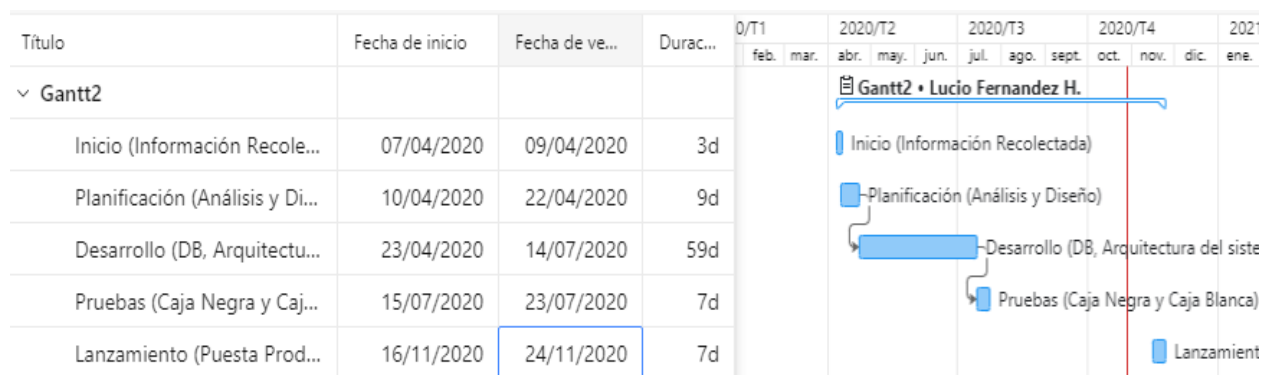 Título Fecha de inicio Fecha de ve... Durac... 0/T1 2020/T2 2020/T3 2020/T4 2021
feb. mar. abr. may. jun. jul. ago. sept. oct. nov. dic. ene.
Gantt2 Gantt2 • Lucio Fernandez H.
Inicio (Información Recole... 07/04/2020 09/04/2020 3d Inicio (Información Recolectada)
Planificación (Análisis y Di... 10/04/2020 22/04/2020 9d Planificación (Análisis y Diseño)
Desarrollo (DB, Arquitectu... 23/04/2020 14/07/2020 59d Desarrollo (DB, Arquitectura del siste
Pruebas (Caja Negra y Caj... 15/07/2020 23/07/2020 7d Pruebas (Caja Negra y Caja Blanca)
Lanzamiento (Puesta Prod... 16/11/2020 24/11/2020 7d Lanzamient